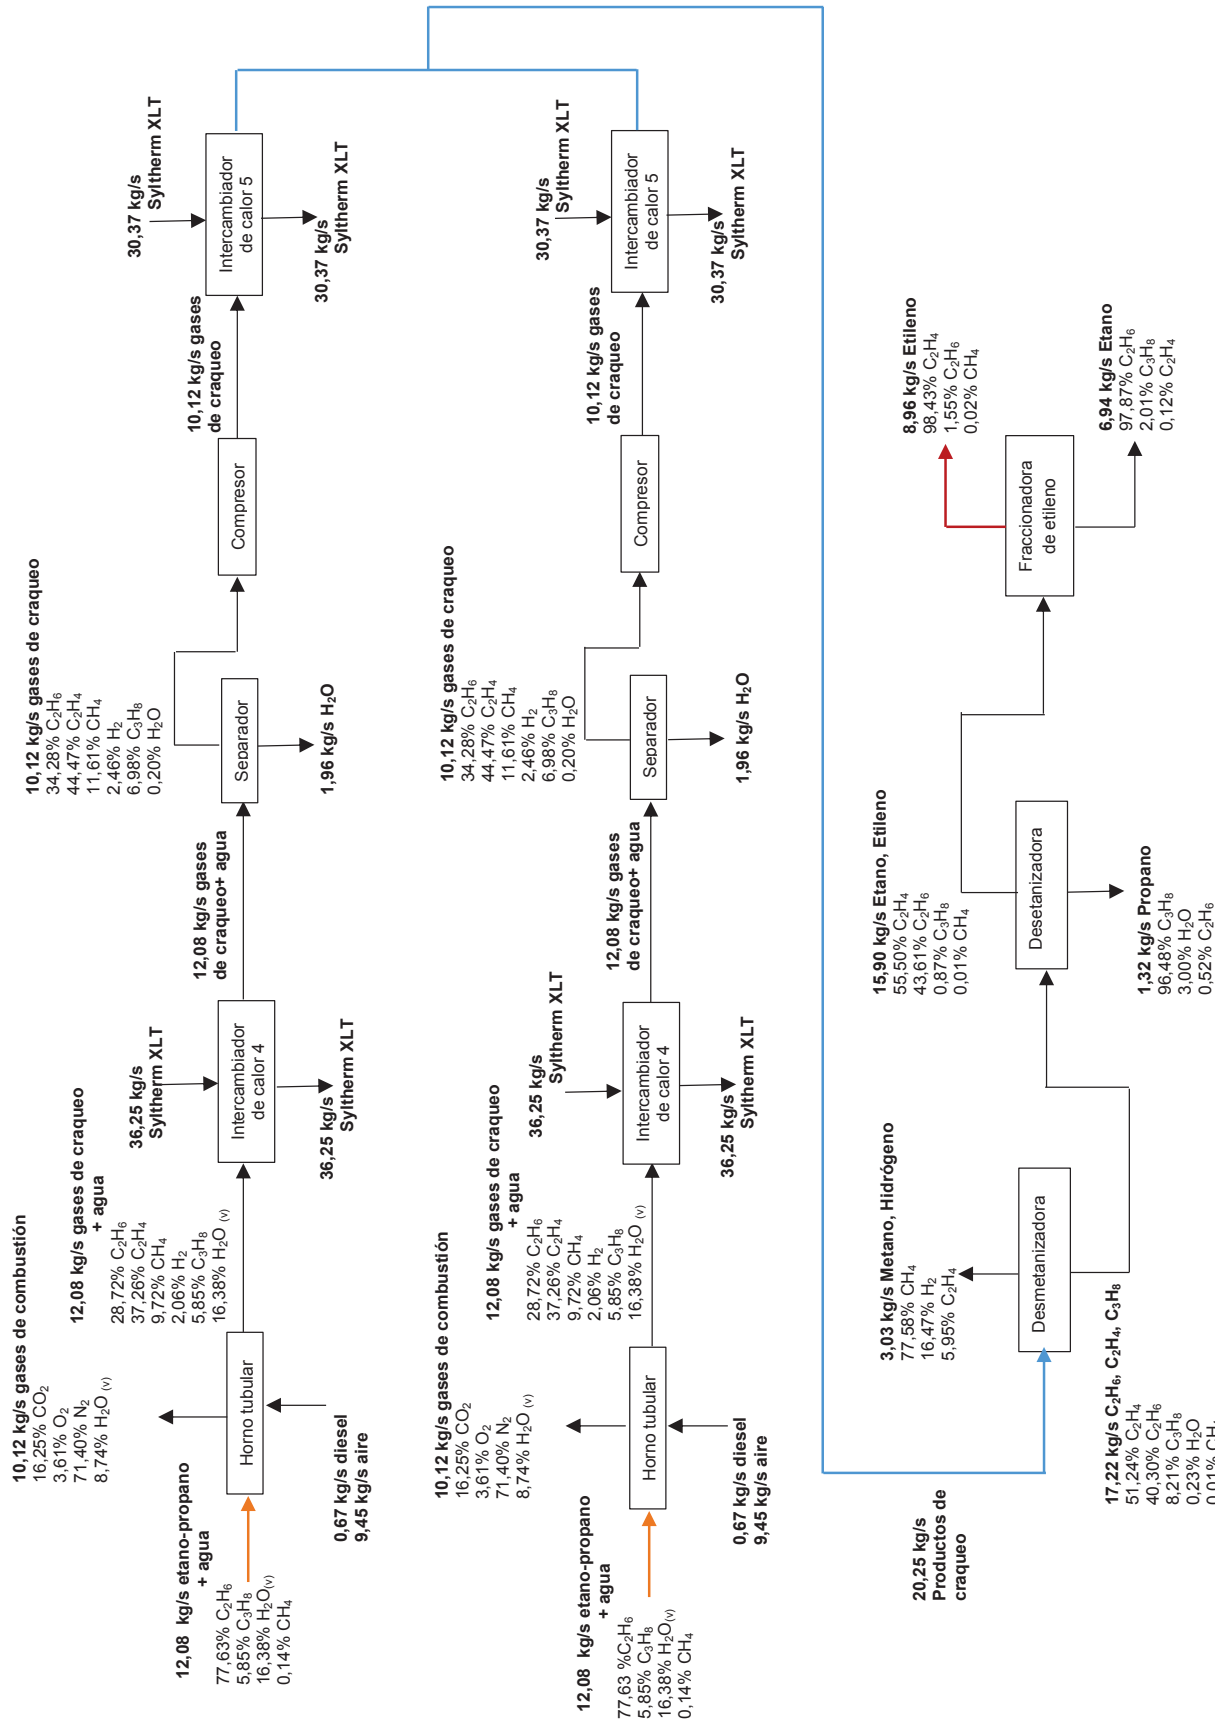 12,08 kg/s etano-propano
+ agua
77,63% C₂H₆
5,85% C₃H₈
16,38% H₂O(v)
0,14% CH₄
10,12 kg/s gases de combustión
16,25% CO₂
3,61% O₂
71,40% N₂
8,74% H₂O (v)
Horno tubular
0,67 kg/s diesel
9,45 kg/s aire
12,08 kg/s gases de craqueo
+ agua
28,72% C₂H₆
37,26% C₂H₄
9,72% CH₄
2,06% H₂
5,85% C₃H₈
16,38% H₂O (v)
36,25 kg/s
Syltherm XLT
Intercambiador
de calor 4
36,25 kg/s
Syltherm XLT
12,08 kg/s gases
de craqueo+ agua
10,12 kg/s gases de craqueo
34,28% C₂H₆
44,47% C₂H₄
11,61% CH₄
2,46% H₂
6,98% C₃H₈
0,20% H₂O
Separador
1,96 kg/s H₂O
Compresor
10,12 kg/s gases
de craqueo
30,37 kg/s
Syltherm XLT
Intercambiador
de calor 5
30,37 kg/s
Syltherm XLT
12,08 kg/s etano-propano
+ agua
77,63 %C₂H₆
5,85% C₃H₈
16,38% H₂O(v)
0,14% CH₄
10,12 kg/s gases de combustión
16,25% CO₂
3,61% O₂
71,40% N₂
8,74% H₂O (v)
Horno tubular
0,67 kg/s diesel
9,45 kg/s aire
12,08 kg/s gases de craqueo
+ agua
28,72% C₂H₆
37,26% C₂H₄
9,72% CH₄
2,06% H₂
5,85% C₃H₈
16,38% H₂O (v)
36,25 kg/s
Syltherm XLT
Intercambiador
de calor 4
36,25 kg/s
Syltherm XLT
12,08 kg/s gases
de craqueo+ agua
10,12 kg/s gases de craqueo
34,28% C₂H₆
44,47% C₂H₄
11,61% CH₄
2,46% H₂
6,98% C₃H₈
0,20% H₂O
Separador
1,96 kg/s H₂O
Compresor
10,12 kg/s gases
de craqueo
30,37 kg/s
Syltherm XLT
Intercambiador
de calor 5
30,37 kg/s
Syltherm XLT
20,25 kg/s
Productos de
craqueo
3,03 kg/s Metano, Hidrógeno
77,58% CH₄
16,47% H₂
5,95% C₂H₄
Desmetanizadora
17,22 kg/s C₂H₆, C₂H₄, C₃H₈
51,24% C₂H₄
40,30% C₂H₆
8,21% C₃H₈
0,23% H₂O
0,01% CH₄
15,90 kg/s Etano, Etileno
55,50% C₂H₄
43,61% C₂H₆
0,87% C₃H₈
0,01% CH₄
Desetanizadora
1,32 kg/s Propano
96,48% C₃H₈
3,00% H₂O
0,52% C₂H₆
Fraccionadora
de etileno
8,96 kg/s Etileno
98,43% C₂H₄
1,55% C₂H₆
0,02% CH₄
6,94 kg/s Etano
97,87% C₂H₆
2,01% C₃H₈
0,12% C₂H₄